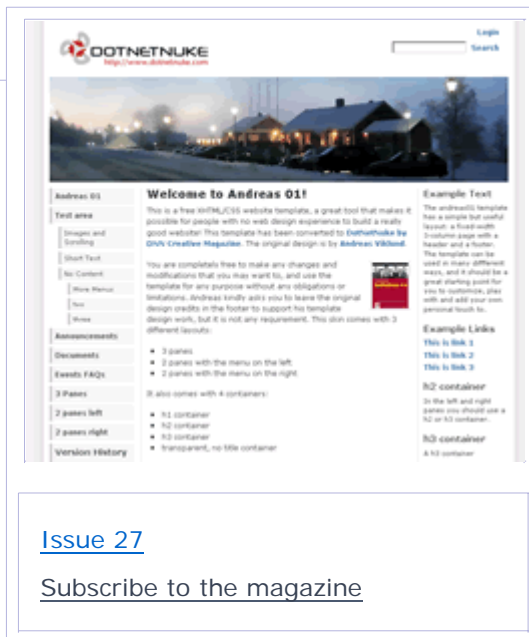 DOTNETNUKE
http://www.dotnetnuke.com
Login
Search
Andreas 01
Test area
Images and
Scrolling
Short Text
No Content
More Menus
two
three
Announcements
Documents
Events FAQs
3 Panes
2 panes left
2 panes right
Version History
Welcome to Andreas 01!
This is a free XHTML/CSS website template, a great tool that makes it
possible for people with no web design experience to build a really
good website! This template has been converted to DotNetNuke by
DNN Creative Magazine. The original design is by Andreas Viklund.
You are completely free to make any changes and
modifications that you may want to, and use the
template for any purpose without any obligations or
limitations. Andreas kindly asks you to leave the original
design credits in the footer to support his template
design work, but it is not any requirement. This skin comes with 3
different layouts:
3 panes
2 panes with the menu on the left
2 panes with the menu on the right
It also comes with 4 containers:
h1 container
h2 container
h3 container
transparent, no title container
Example Text
The andreas01 template
has a simple but useful
layout: a fixed width
3-column page with a
header and a footer.
The template can be
used in many different
ways, and it should be a
great starting point for
you to customize, play
with and add your own
personal touch to.
Example Links
This is link 1
This is link 2
This is link 3
h2 container
In the left and right
panes you should use a
h2 or h3 container.
h3 container
A h3 container
Issue 27
Subscribe to the magazine